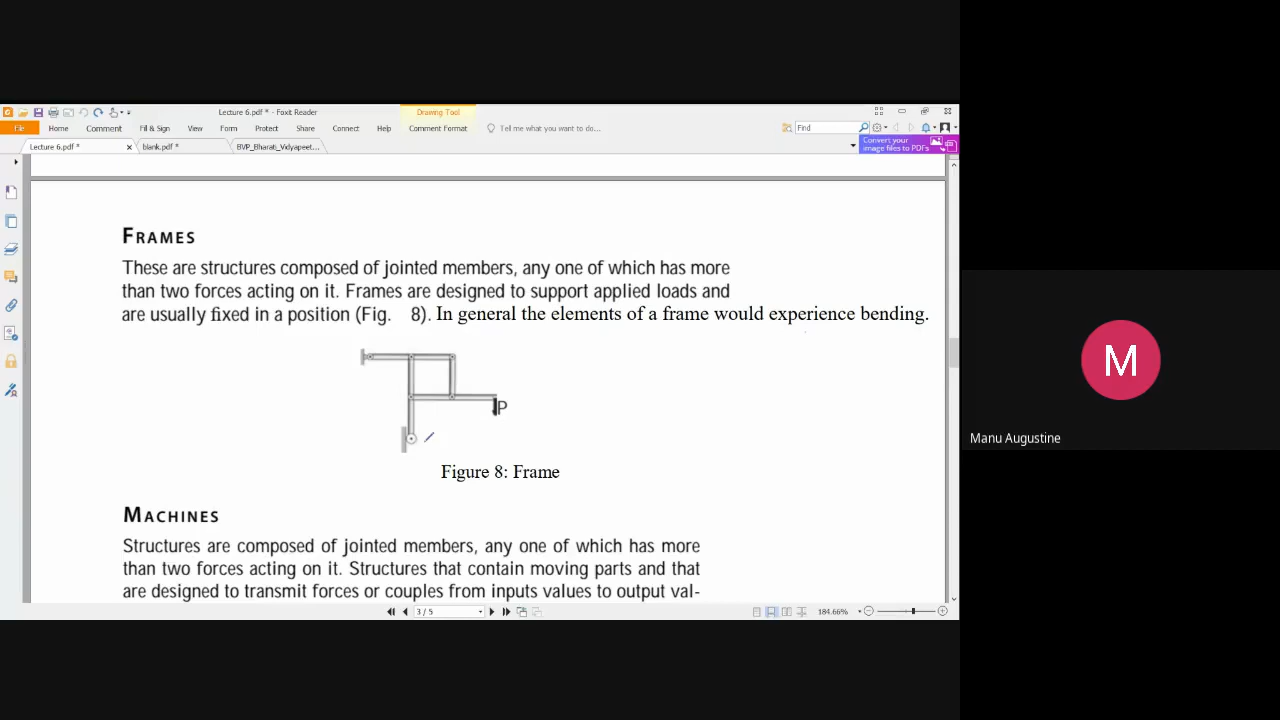 Lecture 6.pdf * - Foxit Reader
Drawing Tool
File Home Comment Fill & Sign View Form Protect Share Connect Help Comment Format Tell me what you want to do... Find
Lecture 6.pdf * blank.pdf * BVP_Bharati_Vidyapeet...
Convert your
image files to PDFs
FRAMES
These are structures composed of jointed members, any one of which has more
than two forces acting on it. Frames are designed to support applied loads and
are usually fixed in a position (Fig. 8). In general the elements of a frame would experience bending.
P
Figure 8: Frame
MACHINES
Structures are composed of jointed members, any one of which has more
than two forces acting on it. Structures that contain moving parts and that
are designed to transmit forces or couples from inputs values to output val-
3 / 5
184.66%
M
Manu Augustine